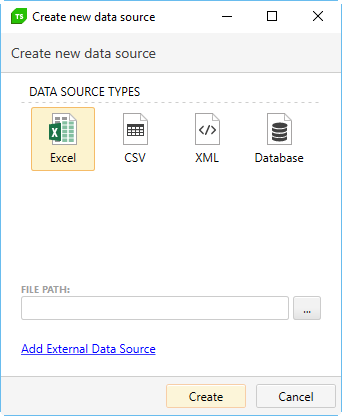 TS Create new data source
Create new data source
DATA SOURCE TYPES
Excel CSV XML Database
FILE PATH:
...
Add External Data Source
Create Cancel